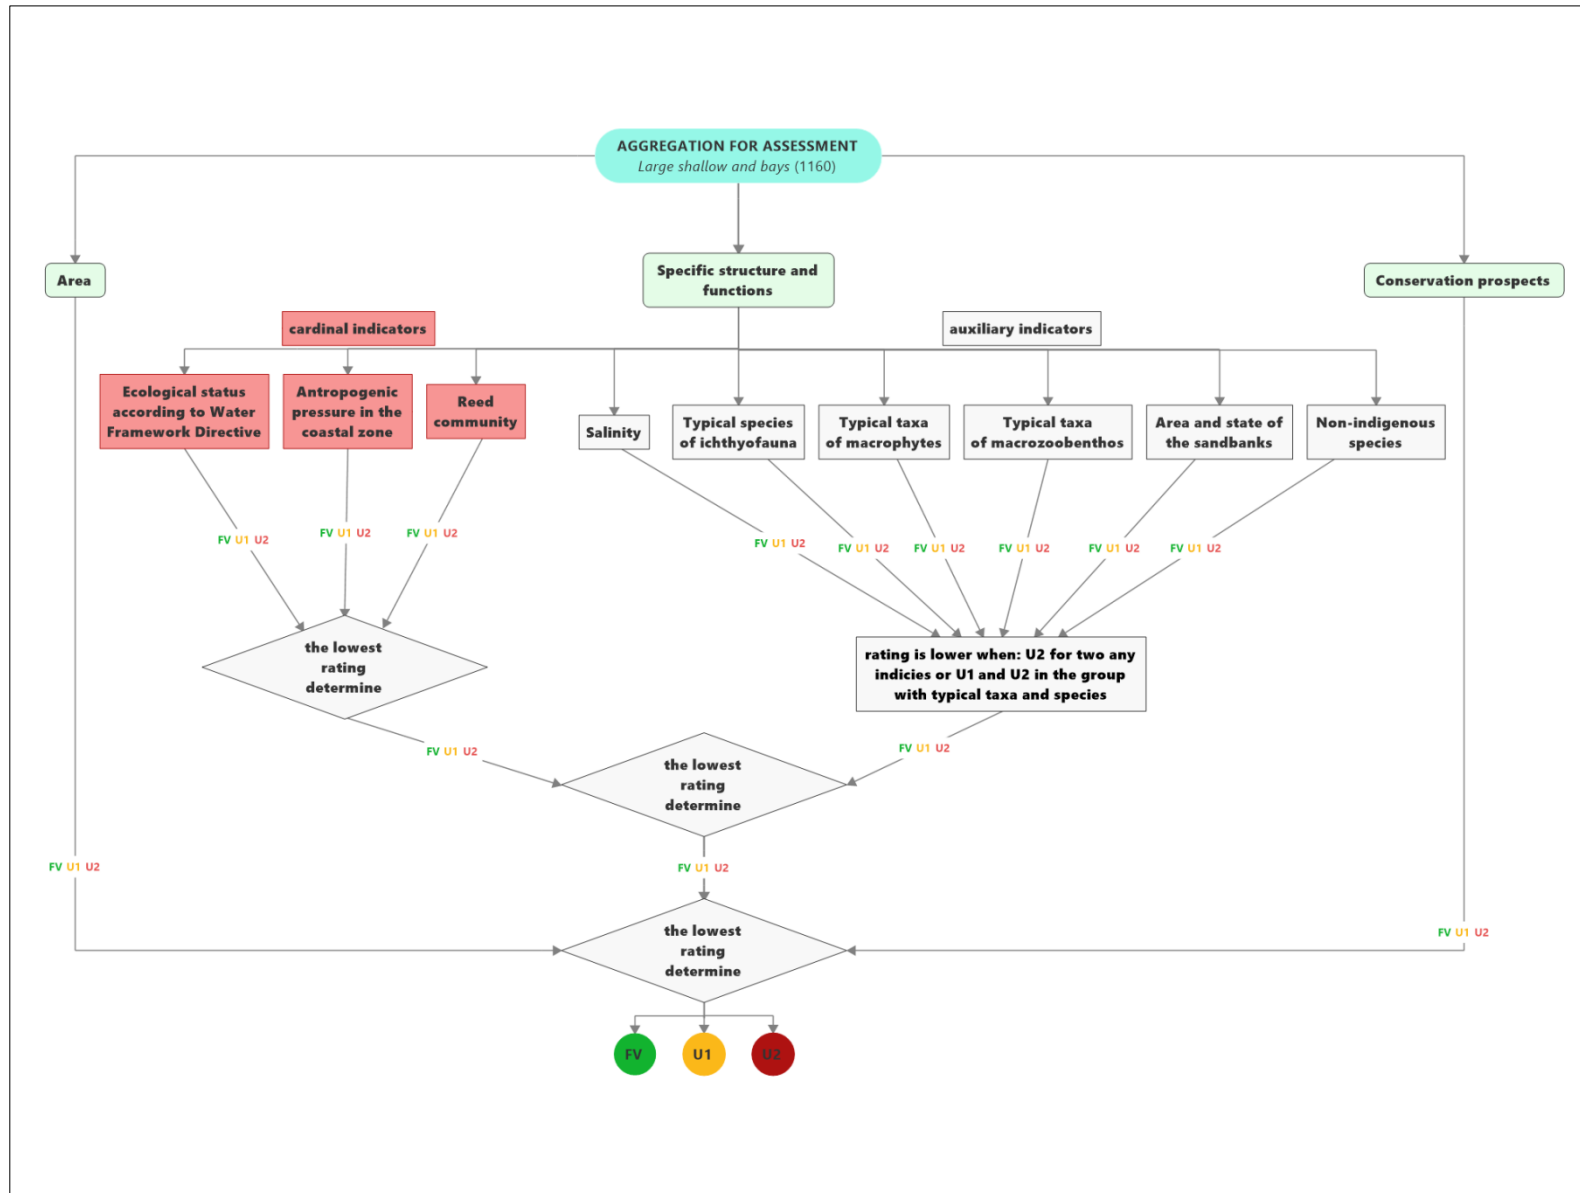 AGGREGATION FOR ASSESSMENT
Large shallow and bays (1160)
Area
Specific structure and
functions
Conservation prospects
cardinal indicators
auxiliary indicators
Ecological status
according to Water
Framework Directive
Antropogenic
pressure in the
coastal zone
Reed
community
Salinity
Typical species
of ichthyofauna
Typical taxa
of macrophytes
Typical taxa
of macrozoobenthos
Area and state of
the sandbanks
Non-indigenous
species
FV U1 U2
FV U1 U2
FV U1 U2
FV U1 U2
FV U1 U2
FV U1 U2
FV U1 U2
FV U1 U2
FV U1 U2
the lowest
rating
determine
rating is lower when: U2 for two any
indicies or U1 and U2 in the group
with typical taxa and species
FV U1 U2
FV U1 U2
the lowest
rating
determine
FV U1 U2
FV U1 U2
FV U1 U2
the lowest
rating
determine
FV
U1
U2